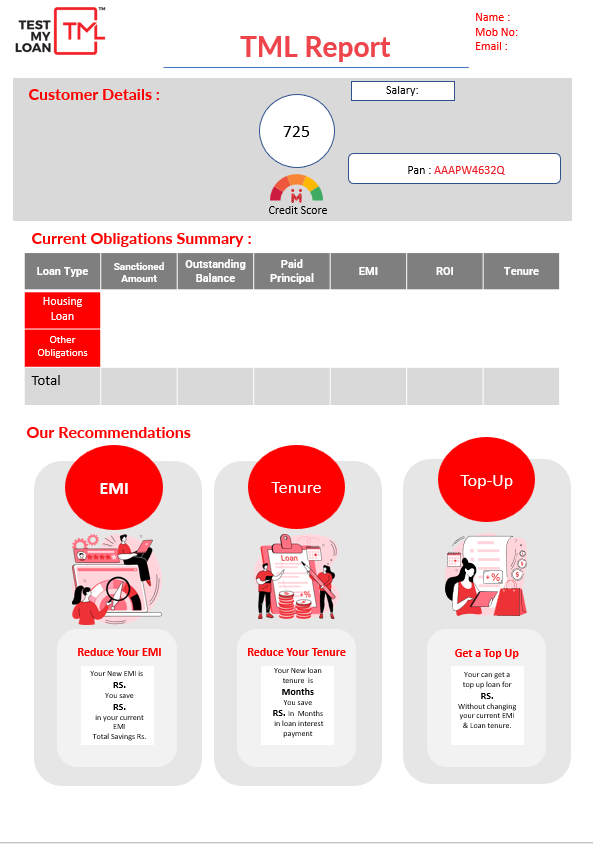 TEST
MY
LOAN
TML
TM
TML Report
Name :
Mob No:
Email :
Customer Details :
725
Credit Score
Salary:
Pan : AAAPW4632Q
Current Obligations Summary :
Loan Type
Sanctioned
Amount
Outstanding
Balance
Paid
Principal
EMI
ROI
Tenure
Housing
Loan
Other
Obligations
Total
Our Recommendations
EMI
Reduce Your EMI
Your New EMI is
RS.
You save
RS.
in your current
EMI
Total Savings Rs.
Tenure
Loan
%
Reduce Your Tenure
Your New loan
tenure is
Months
You save
RS. In Months
in loan interest
payment
Top-Up
+%
$
$
Get a Top Up
Your can get a
top up loan for
RS.
Without changing
your current EMI
& Loan tenure.